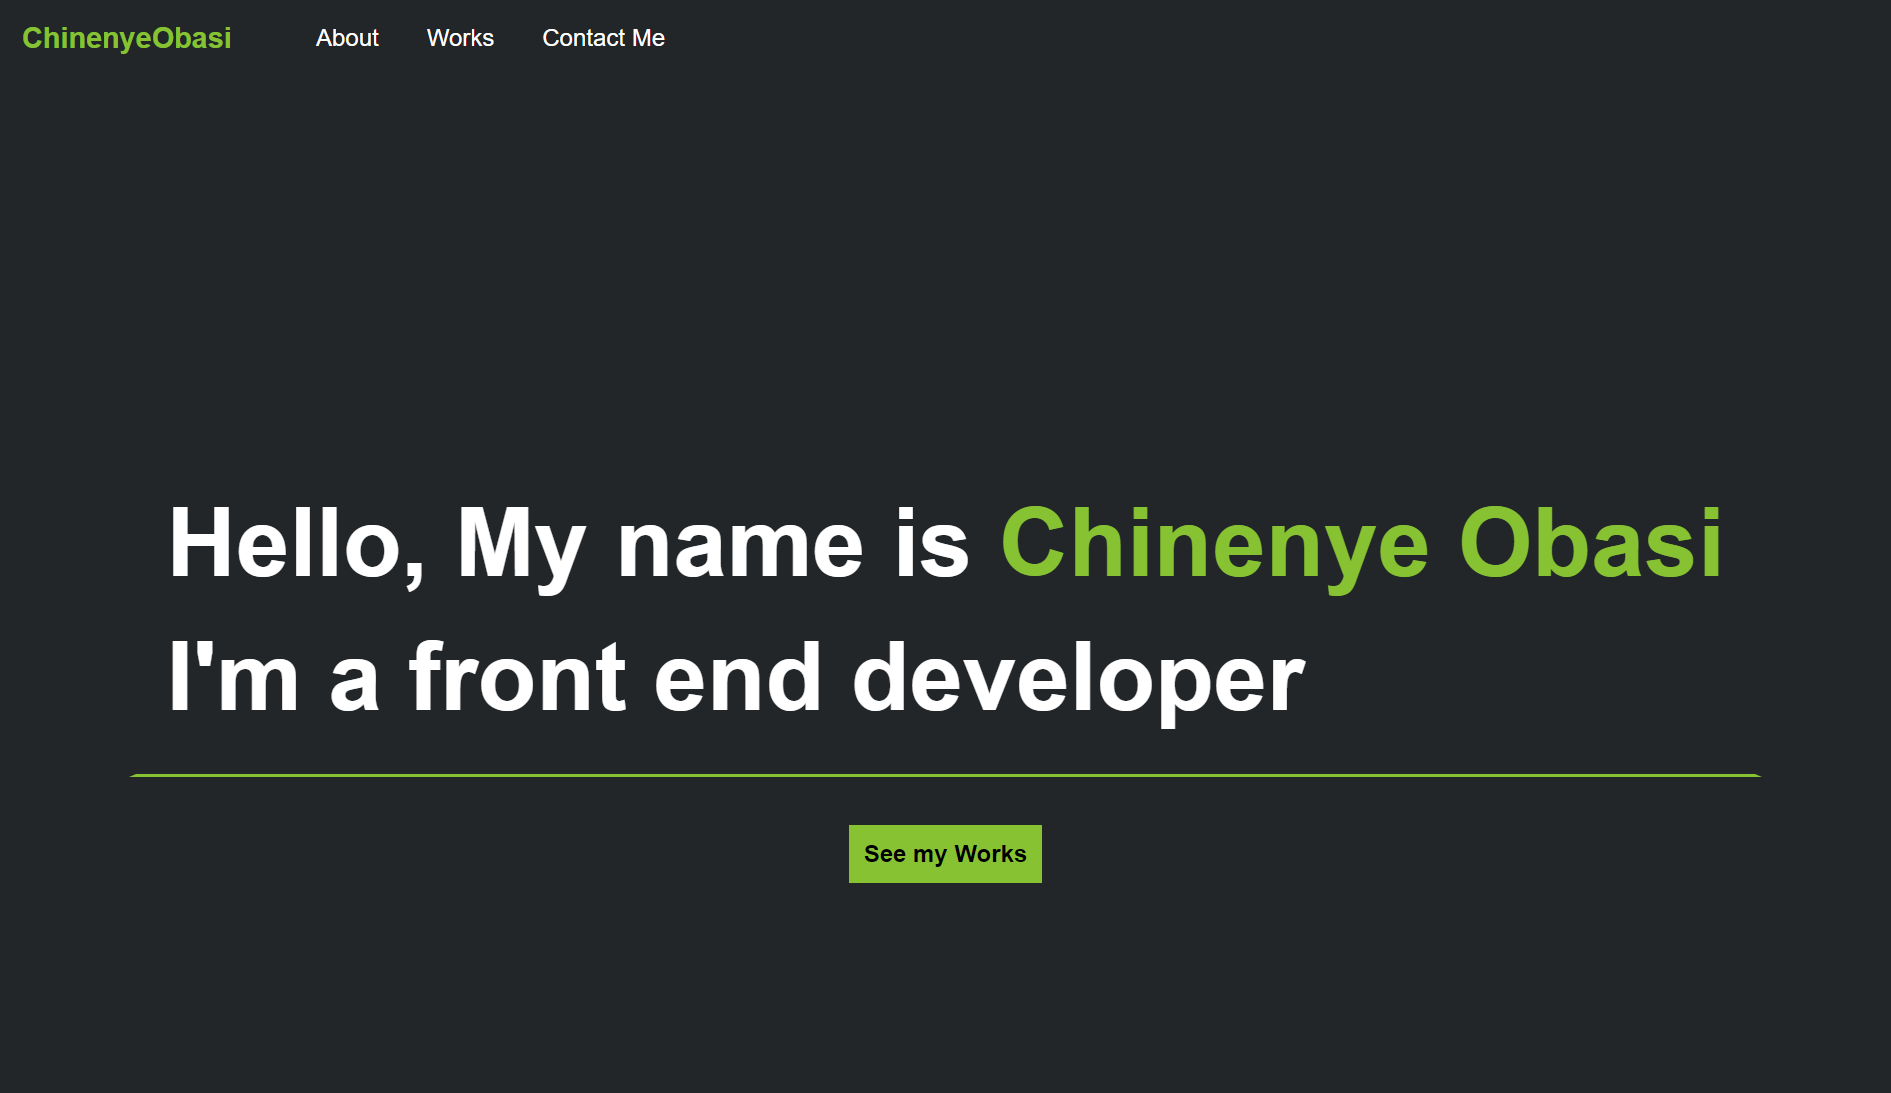 ChinenyeObasi About Works Contact Me
Hello, My name is Chinenye Obasi
I'm a front end developer
See my Works